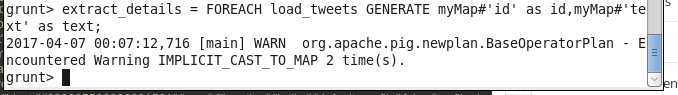 grunt> extract_details = FOREACH load_tweets GENERATE myMap#'id' as id,myMap#'te
xt' as text;
2017-04-07 00:07:12,716 [main] WARN  org.apache.pig.newplan.BaseOperatorPlan - E
ncountered Warning IMPLICIT_CAST_TO_MAP 2 time(s).
grunt>
en